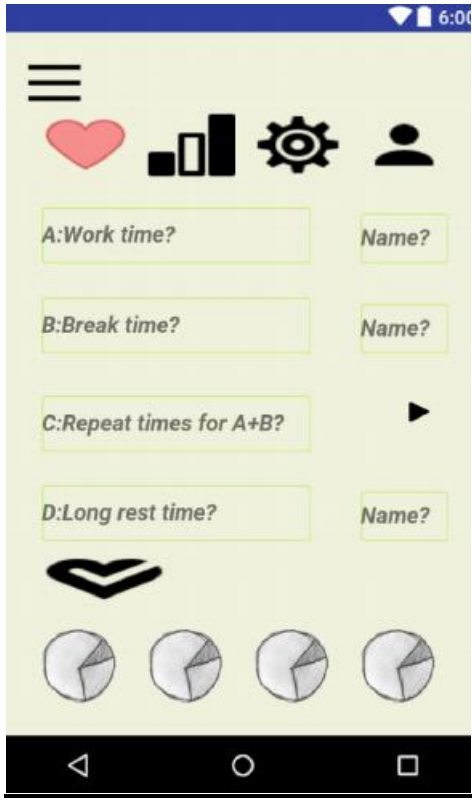 6:00
A:Work time?
Name?
B:Break time?
Name?
C:Repeat times for A+B?
D:Long rest time?
Name?